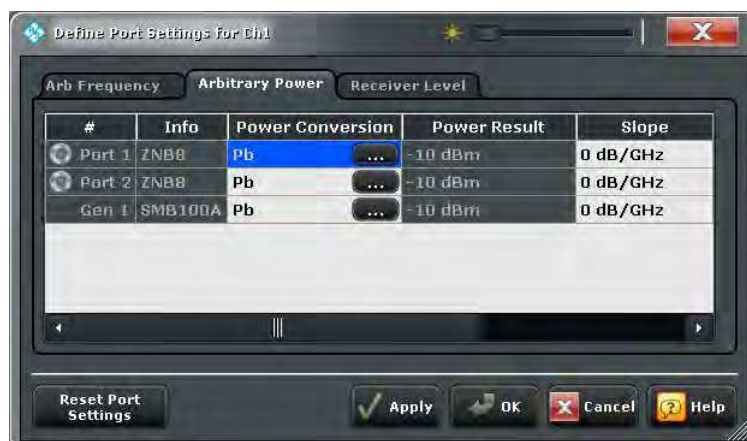 Define Port Settings for Ch1
Arb Frequency Arbitrary Power Receiver Level
# Info Power Conversion Power Result Slope
Port 1 ZNB8 Pb ... -10 dBm 0 dB/GHz
Port 2 ZNB8 Pb ... -10 dBm 0 dB/GHz
Gen 1 SMB100A Pb ... -10 dBm 0 dB/GHz
Reset Port
Settings
Apply OK Cancel Help